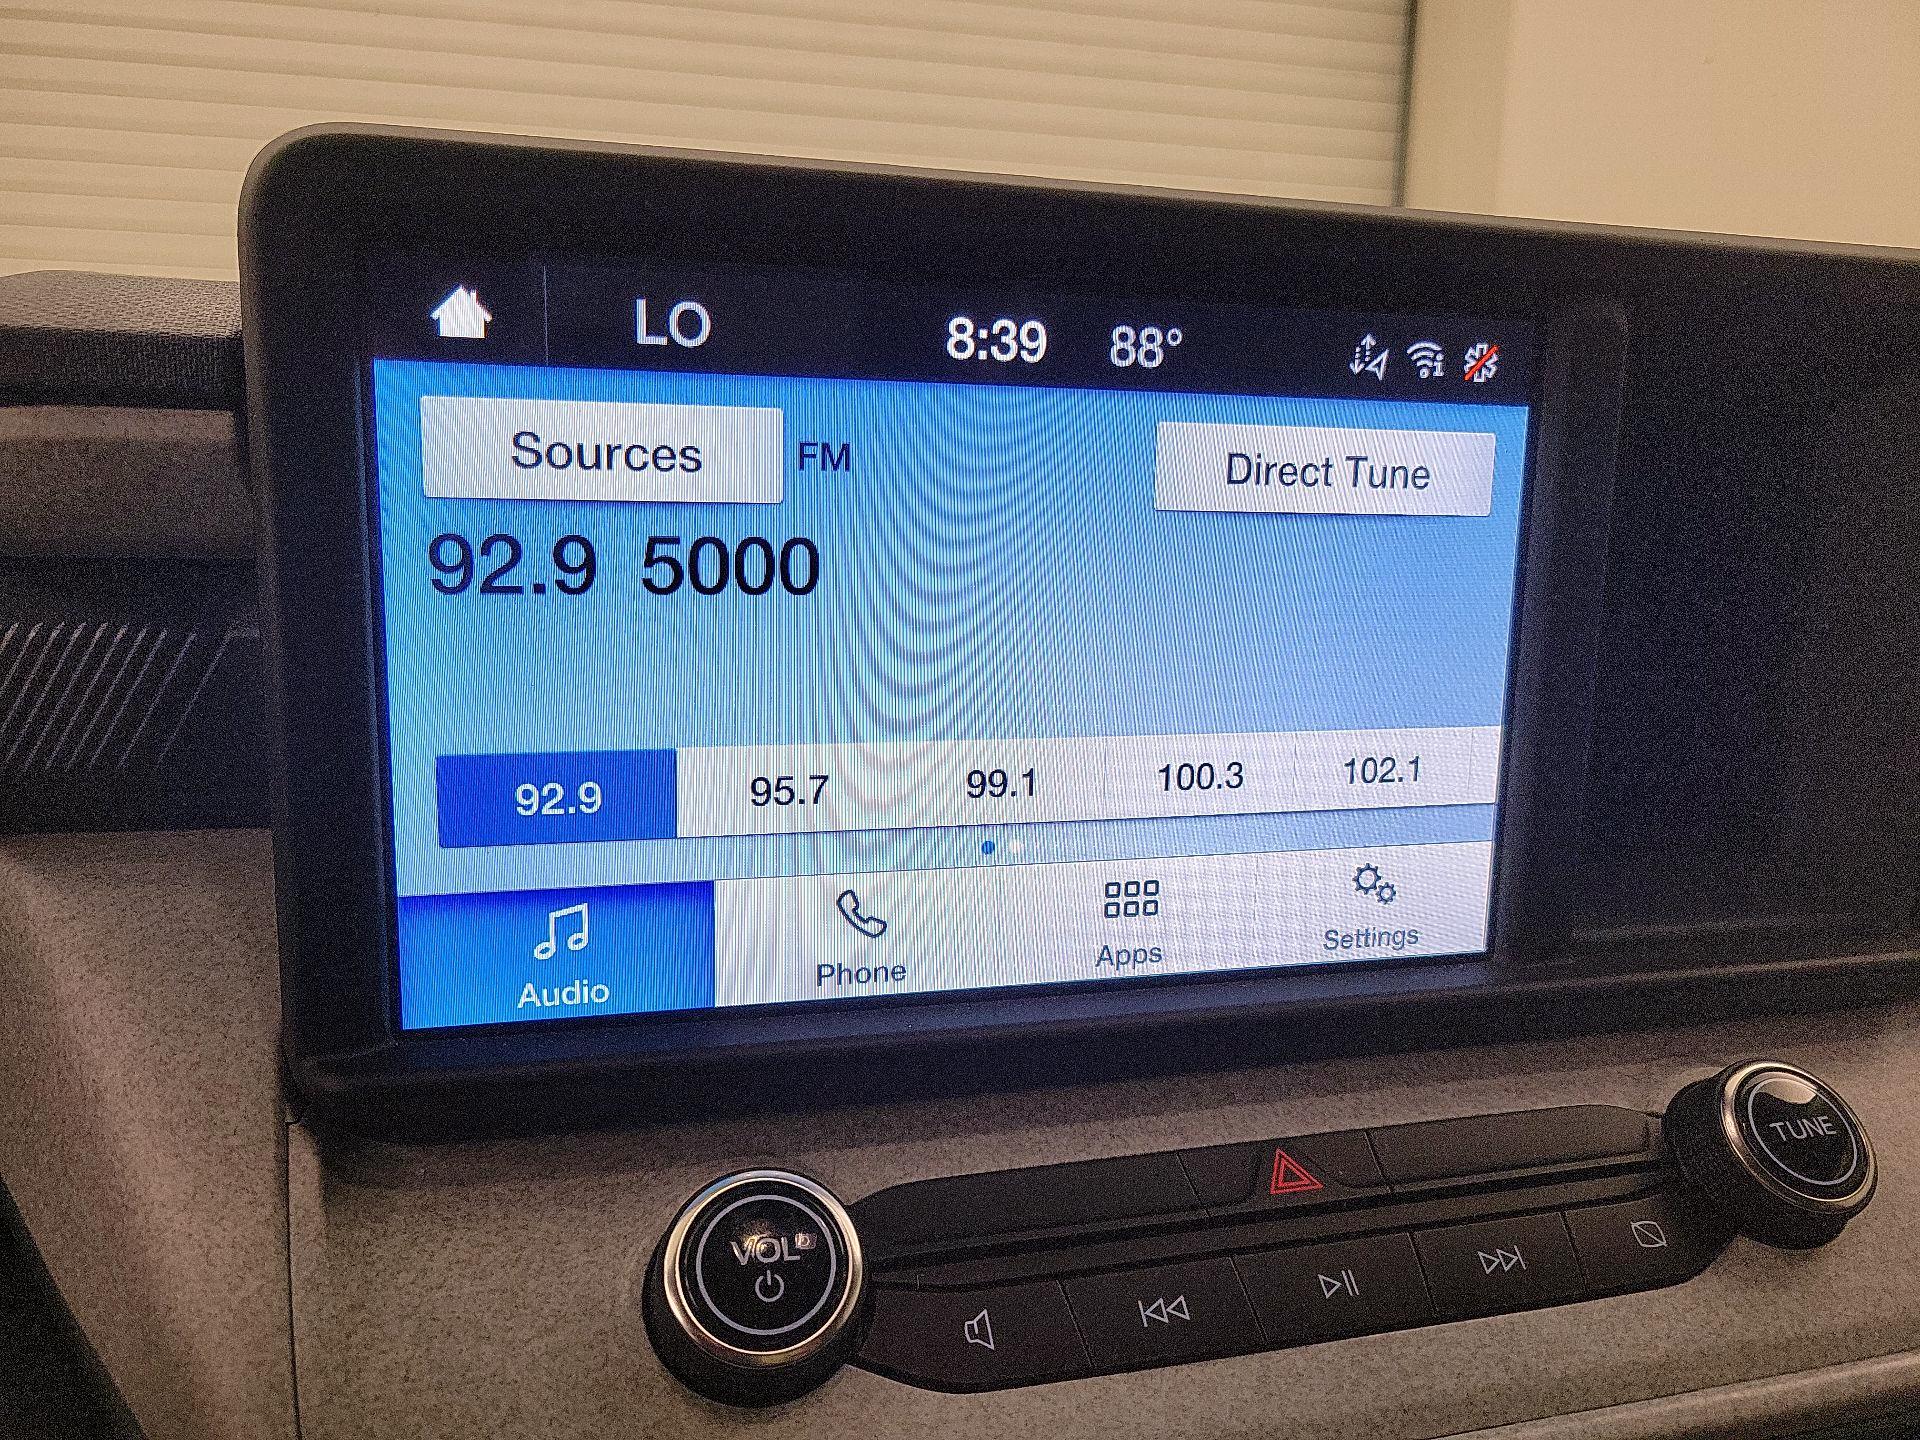 LO 8:39 88°
Sources FM Direct Tune
92.9 5000
92.9 95.7 99.1 100.3 102.1
Audio Phone Apps Settings
TUNE
VOL